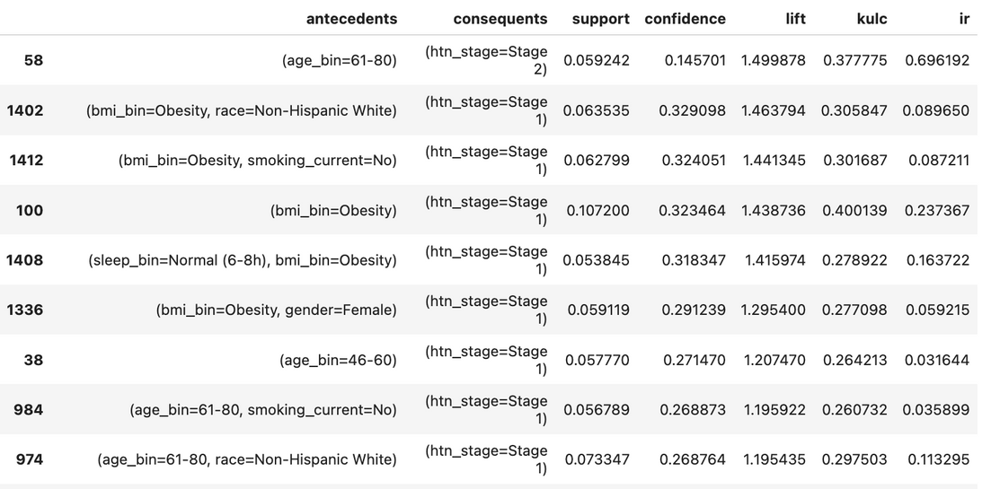 antecedents consequents support confidence lift kulc ir
58 (age_bin=61-80) (htn_stage=Stage 2) 0.059242 0.145701 1.499878 0.377775 0.696192
1402 (bmi_bin=Obesity, race=Non-Hispanic White) (htn_stage=Stage 1) 0.063535 0.329098 1.463794 0.305847 0.089650
1412 (bmi_bin=Obesity, smoking_current=No) (htn_stage=Stage 1) 0.062799 0.324051 1.441345 0.301687 0.087211
100 (bmi_bin=Obesity) (htn_stage=Stage 1) 0.107200 0.323464 1.438736 0.400139 0.237367
1408 (sleep_bin=Normal (6-8h), bmi_bin=Obesity) (htn_stage=Stage 1) 0.053845 0.318347 1.415974 0.278922 0.163722
1336 (bmi_bin=Obesity, gender=Female) (htn_stage=Stage 1) 0.059119 0.291239 1.295400 0.277098 0.059215
38 (age_bin=46-60) (htn_stage=Stage 1) 0.057770 0.271470 1.207470 0.264213 0.031644
984 (age_bin=61-80, smoking_current=No) (htn_stage=Stage 1) 0.056789 0.268873 1.195922 0.260732 0.035899
974 (age_bin=61-80, race=Non-Hispanic White) (htn_stage=Stage 1) 0.073347 0.268764 1.195435 0.297503 0.113295